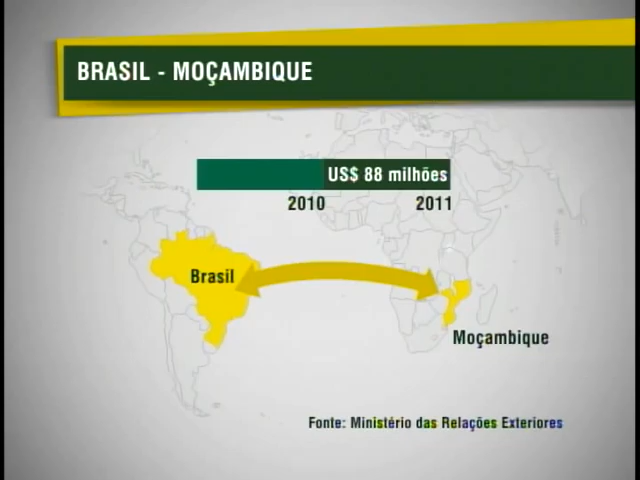 BRASIL - MOÇAMBIQUE
US$ 88 milhões
2010 2011
Brasil
Moçambique
Fonte: Ministério das Relações Exteriores